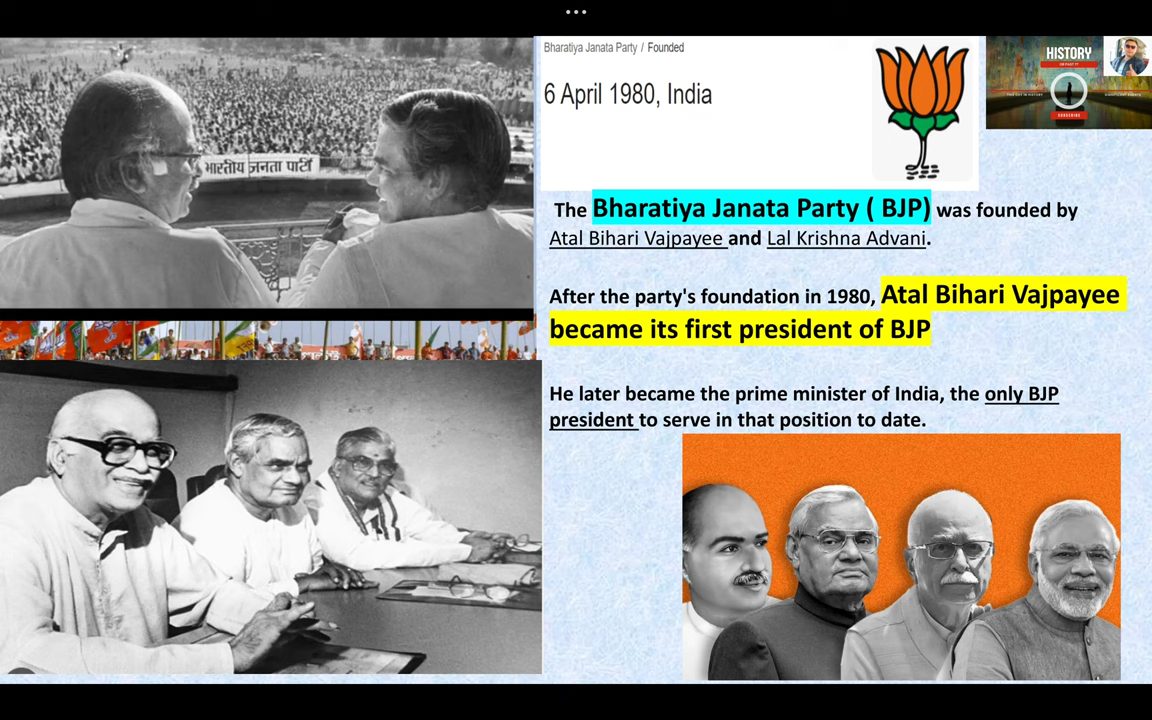 Bharatiya Janata Party / Founded
6 April 1980, India
HISTORY
SUBSCRIBE
भारतीय जनता पार्टी
The Bharatiya Janata Party ( BJP) was founded by
Atal Bihari Vajpayee and Lal Krishna Advani.
After the party's foundation in 1980, Atal Bihari Vajpayee
became its first president of BJP
He later became the prime minister of India, the only BJP
president to serve in that position to date.